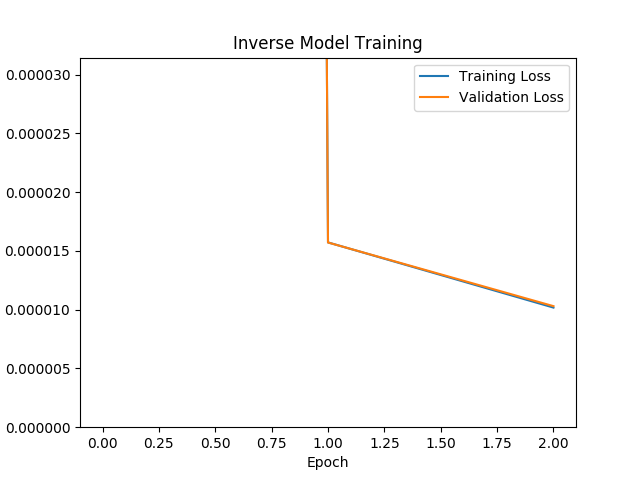 Inverse Model Training
0.000030
0.000025
0.000020
0.000015
0.000010
0.000005
0.000000
Training Loss
Validation Loss
0.00 0.25 0.50 0.75 1.00 1.25 1.50 1.75 2.00
Epoch